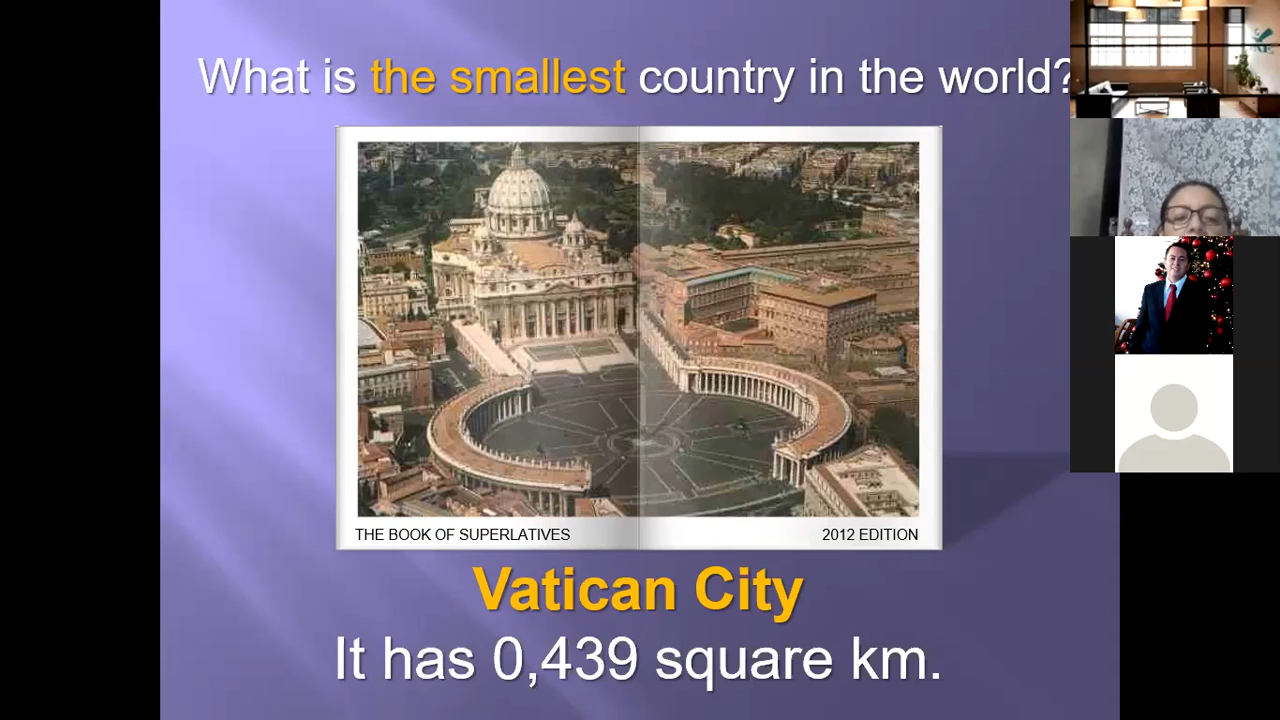 What is the smallest country in the world?
THE BOOK OF SUPERLATIVES
2012 EDITION
Vatican City
It has 0,439 square km.